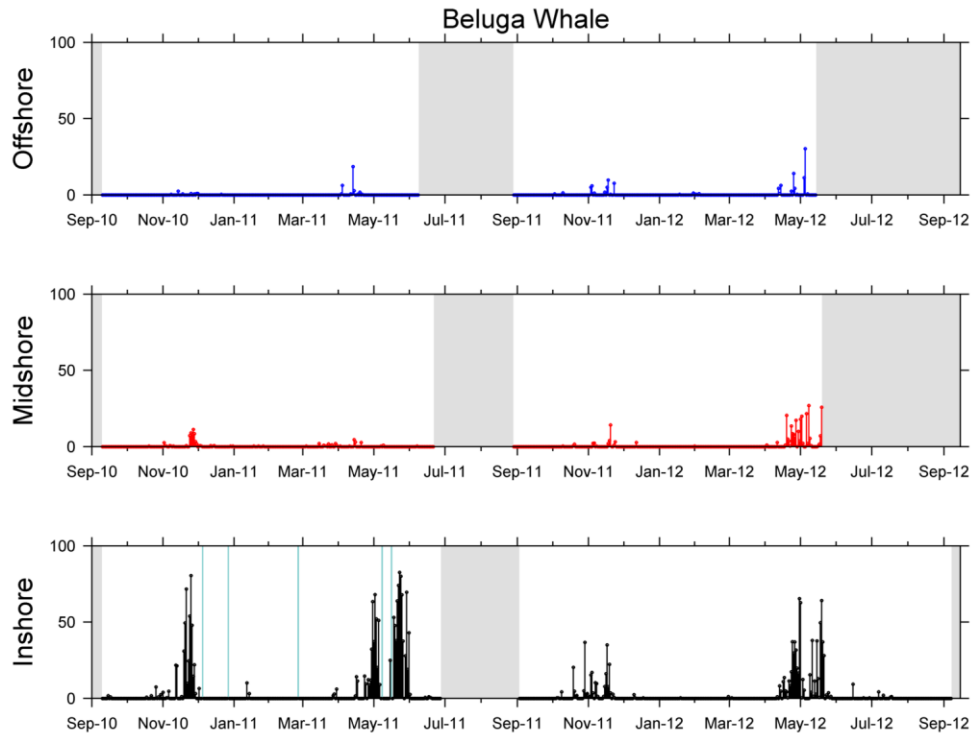 Beluga Whale
100
50
0
Offshore
Sep-10 Nov-10 Jan-11 Mar-11 May-11 Jul-11 Sep-11 Nov-11 Jan-12 Mar-12 May-12 Jul-12 Sep-12
100
50
0
Midshore
Sep-10 Nov-10 Jan-11 Mar-11 May-11 Jul-11 Sep-11 Nov-11 Jan-12 Mar-12 May-12 Jul-12 Sep-12
100
50
0
Inshore
Sep-10 Nov-10 Jan-11 Mar-11 May-11 Jul-11 Sep-11 Nov-11 Jan-12 Mar-12 May-12 Jul-12 Sep-12